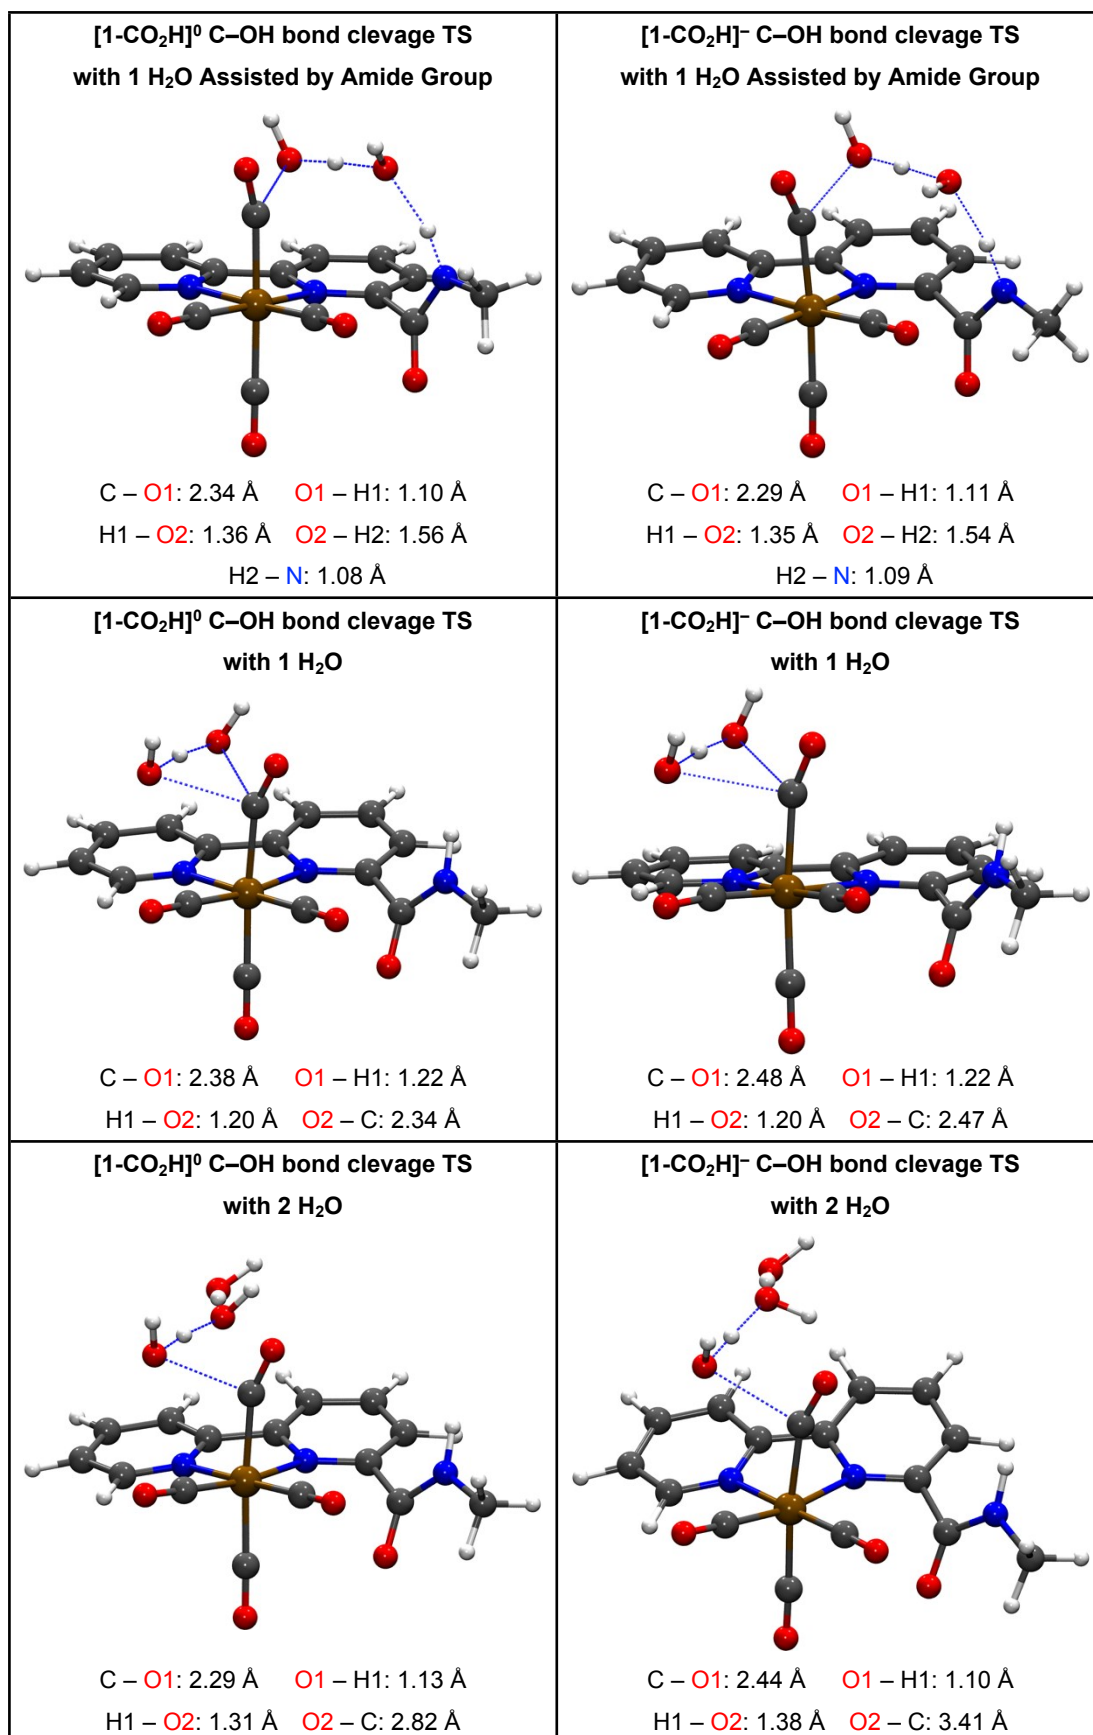 [1-CO₂H]⁰ C–OH bond clevage TS
with 1 H₂O Assisted by Amide Group
C – O1: 2.34 Å O1 – H1: 1.10 Å
H1 – O2: 1.36 Å O2 – H2: 1.56 Å
H2 – N: 1.08 Å
[1-CO₂H]⁻ C–OH bond clevage TS
with 1 H₂O Assisted by Amide Group
C – O1: 2.29 Å O1 – H1: 1.11 Å
H1 – O2: 1.35 Å O2 – H2: 1.54 Å
H2 – N: 1.09 Å
[1-CO₂H]⁰ C–OH bond clevage TS
with 1 H₂O
C – O1: 2.38 Å O1 – H1: 1.22 Å
H1 – O2: 1.20 Å O2 – C: 2.34 Å
[1-CO₂H]⁻ C–OH bond clevage TS
with 1 H₂O
C – O1: 2.48 Å O1 – H1: 1.22 Å
H1 – O2: 1.20 Å O2 – C: 2.47 Å
[1-CO₂H]⁰ C–OH bond clevage TS
with 2 H₂O
C – O1: 2.29 Å O1 – H1: 1.13 Å
H1 – O2: 1.31 Å O2 – C: 2.82 Å
[1-CO₂H]⁻ C–OH bond clevage TS
with 2 H₂O
C – O1: 2.44 Å O1 – H1: 1.10 Å
H1 – O2: 1.38 Å O2 – C: 3.41 Å